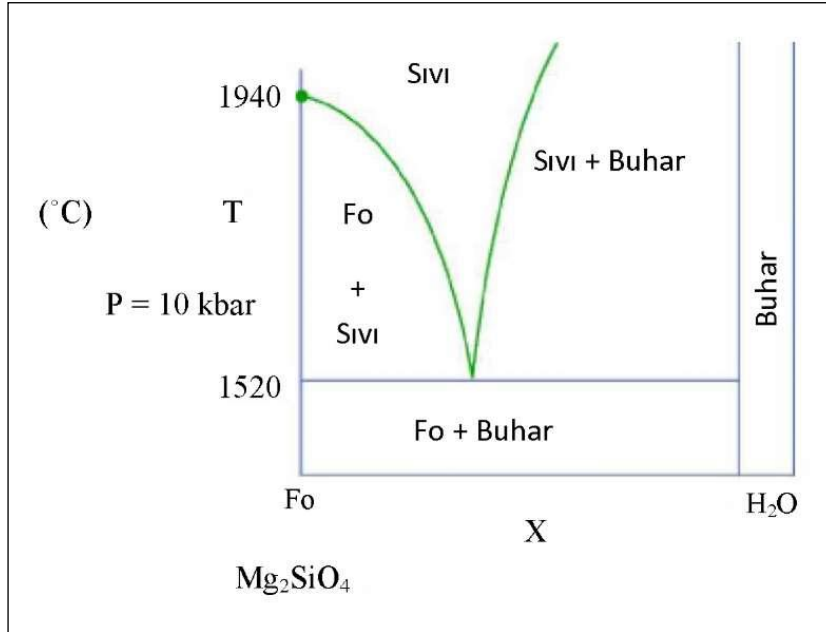 Sıvı
1940
Sıvı + Buhar
Fo
(°C) T
+
P = 10 kbar
Sıvı
Buhar
1520
Fo + Buhar
Fo
H₂O
X
Mg₂SiO₄